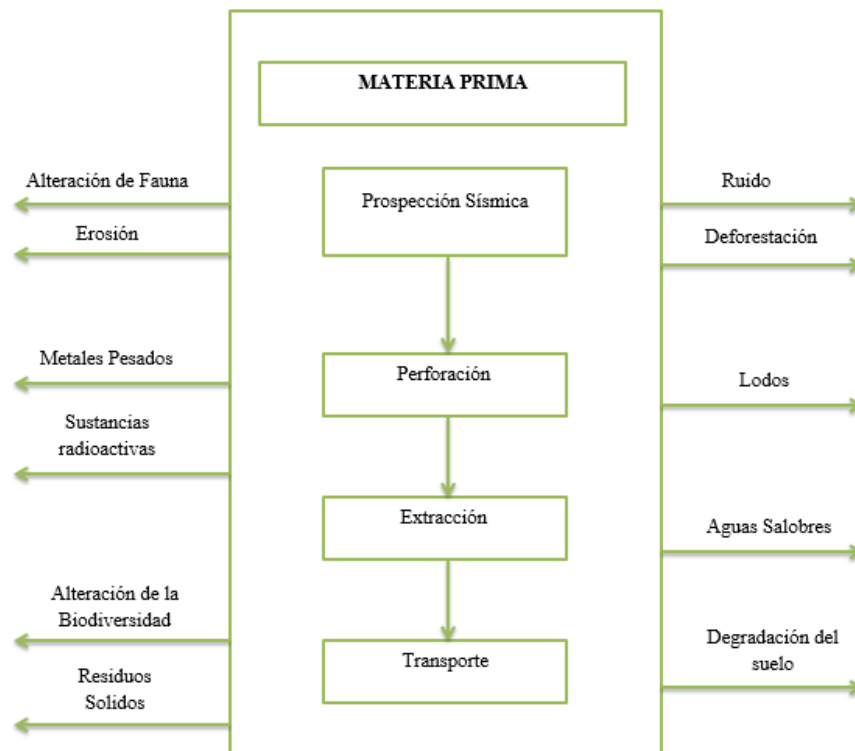 MATERIA PRIMA
Alteración de Fauna
Erosión
Metales Pesados
Sustancias
radioactivas
Alteración de la
Biodiversidad
Residuos
Solidos
Prospección Sísmica
Perforación
Extracción
Transporte
Ruido
Deforestación
Lodos
Aguas Salobres
Degradación del
suelo